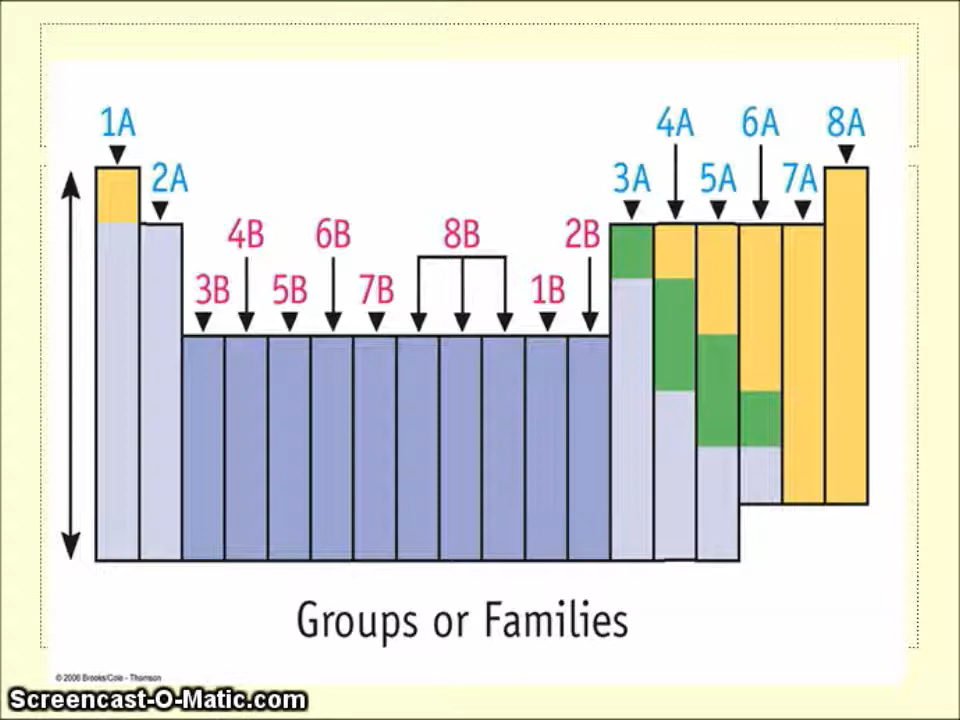 1A 4A 6A 8A
2A 3A 5A 7A
4B 6B 8B 2B
3B 5B 7B 1B
Groups or Families
© 2006 Brooks/Cole - Thomson
Screencast-O-Matic.com